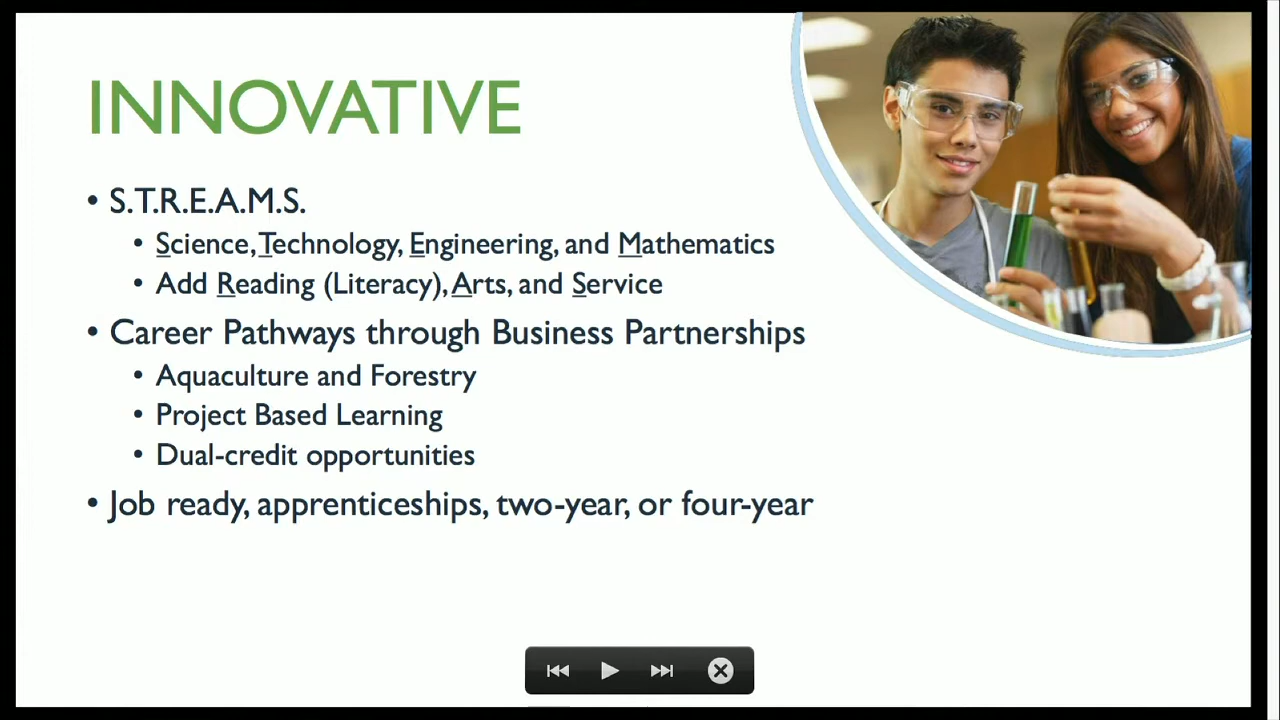 INNOVATIVE
• S.T.R.E.A.M.S.
• Science, Technology, Engineering, and Mathematics
• Add Reading (Literacy), Arts, and Service
• Career Pathways through Business Partnerships
• Aquaculture and Forestry
• Project Based Learning
• Dual-credit opportunities
• Job ready, apprenticeships, two-year, or four-year